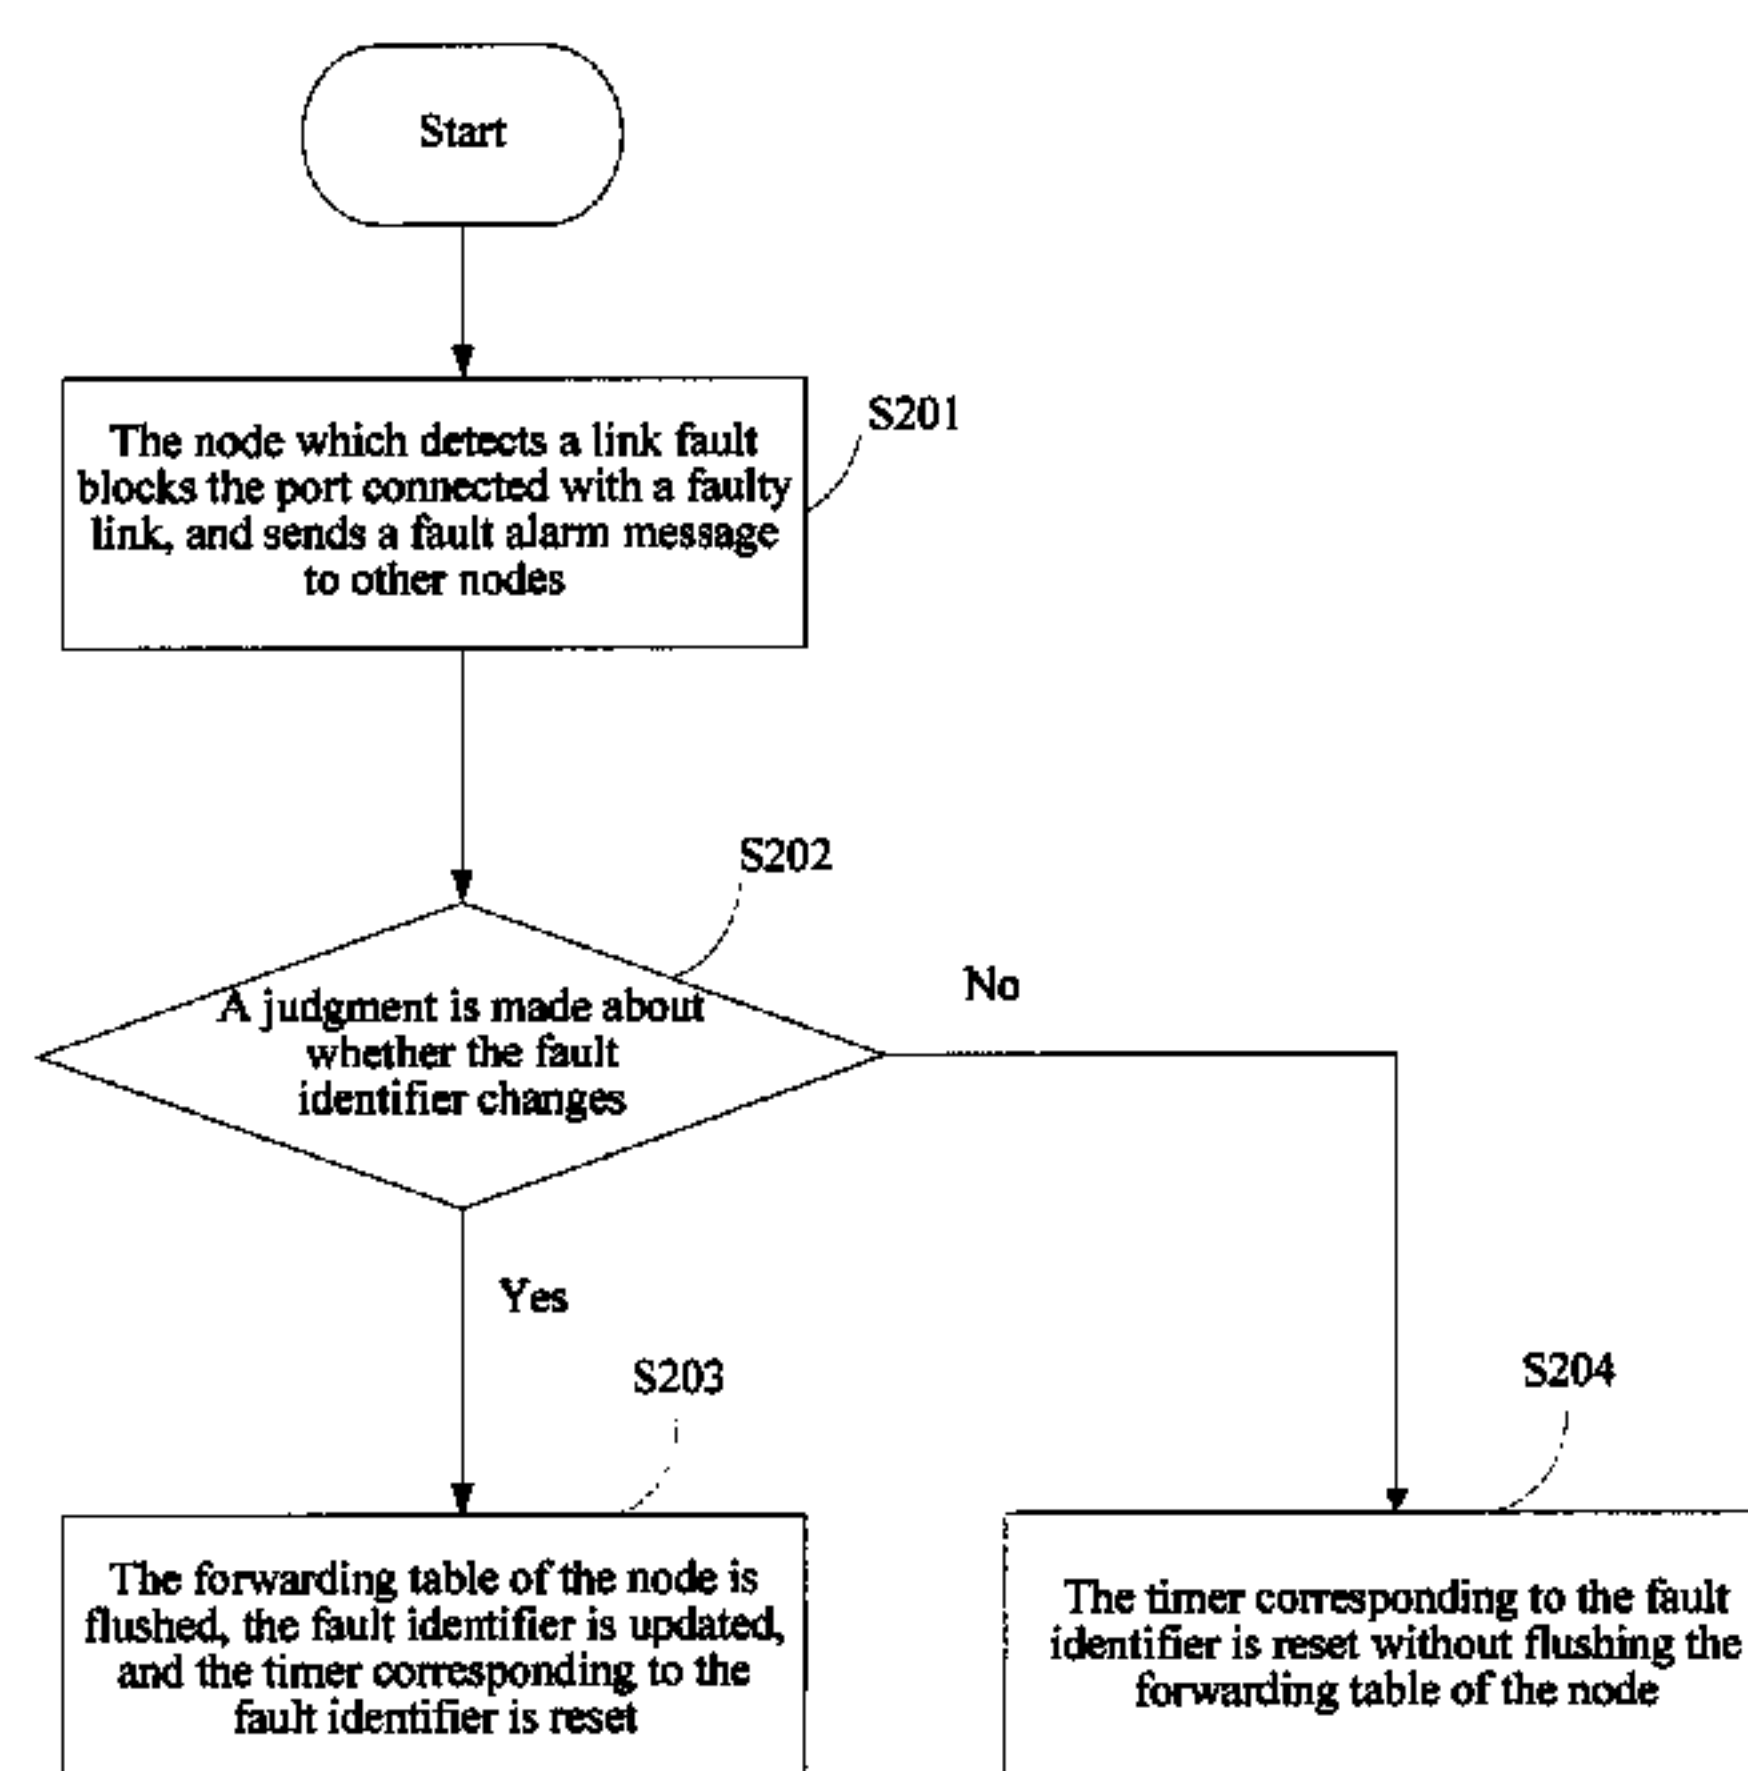 Start
S201
The node which detects a link fault
blocks the port connected with a faulty
link, and sends a fault alarm message
to other nodes
S202
A judgment is made about
whether the fault
identifier changes
No
Yes
S203
S204
The forwarding table of the node is
flushed, the fault identifier is updated,
and the timer corresponding to the
fault identifier is reset
The timer corresponding to the fault
identifier is reset without flushing the
forwarding table of the node